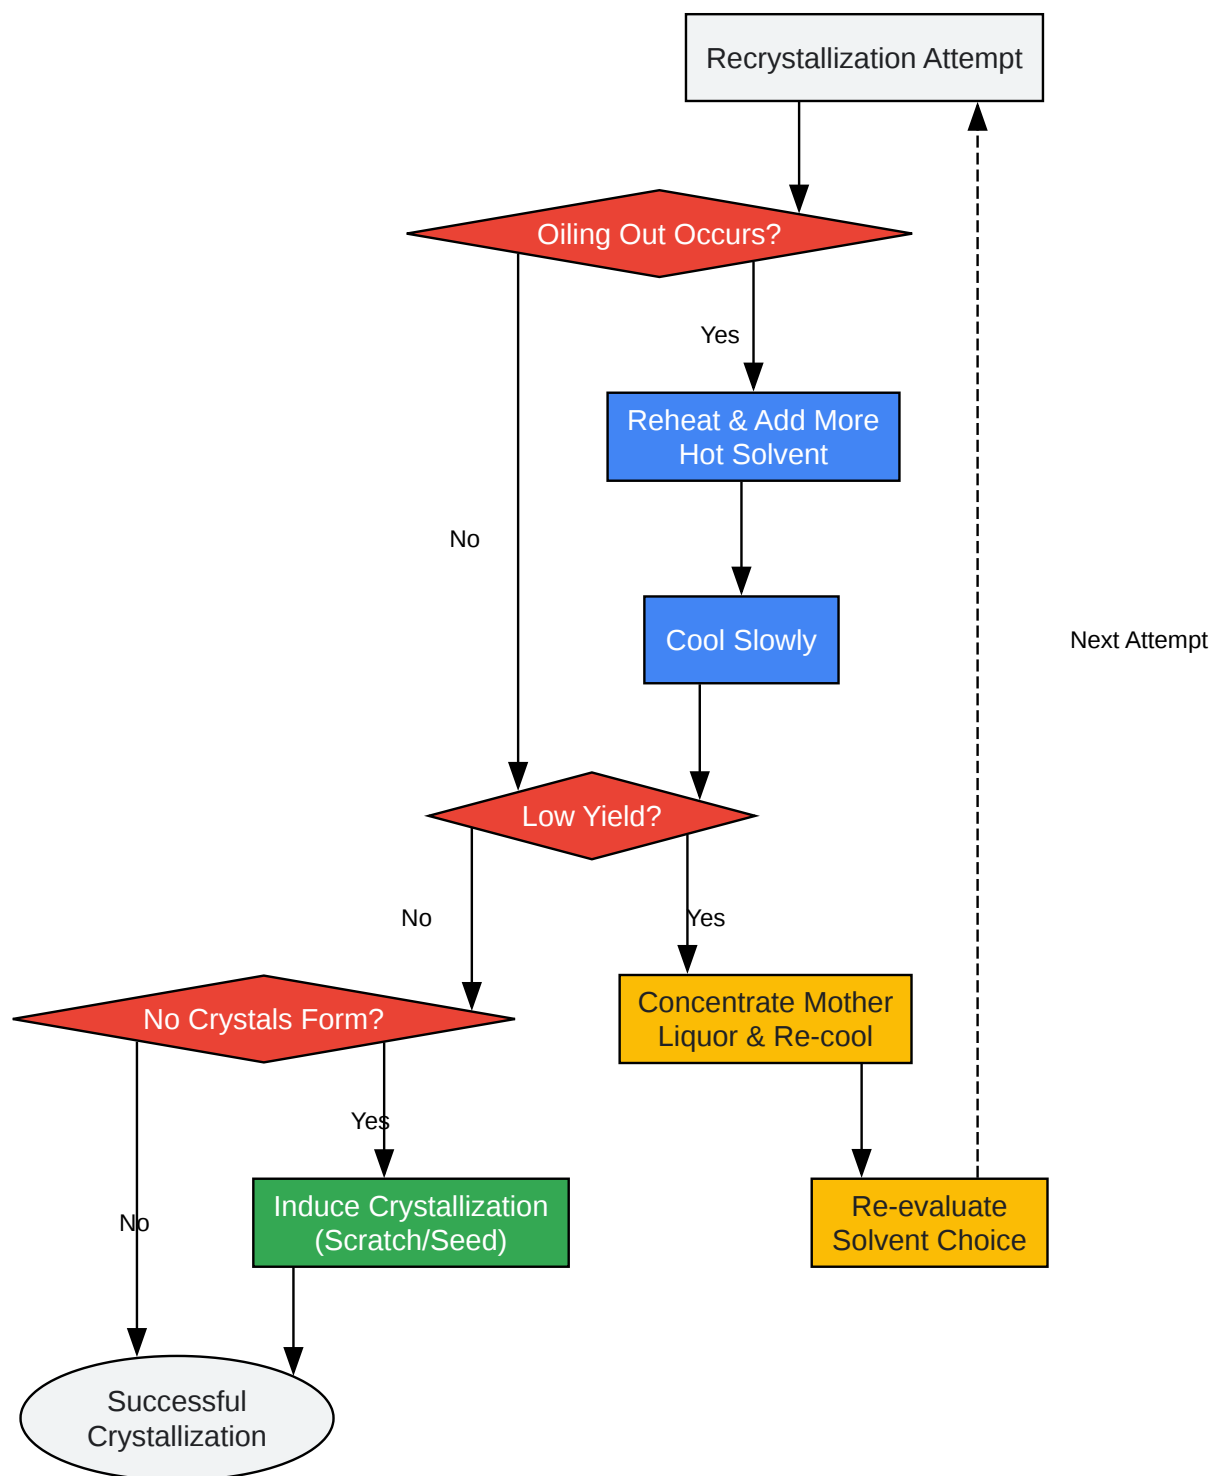 Recrystallization Attempt
Oiling Out Occurs?
Yes
Reheat & Add More
Hot Solvent
No
Cool Slowly
Next Attempt
Low Yield?
No
Yes
Concentrate Mother
Liquor & Re-cool
No Crystals Form?
Yes
No
Induce Crystallization
(Scratch/Seed)
Re-evaluate
Solvent Choice
Successful
Crystallization